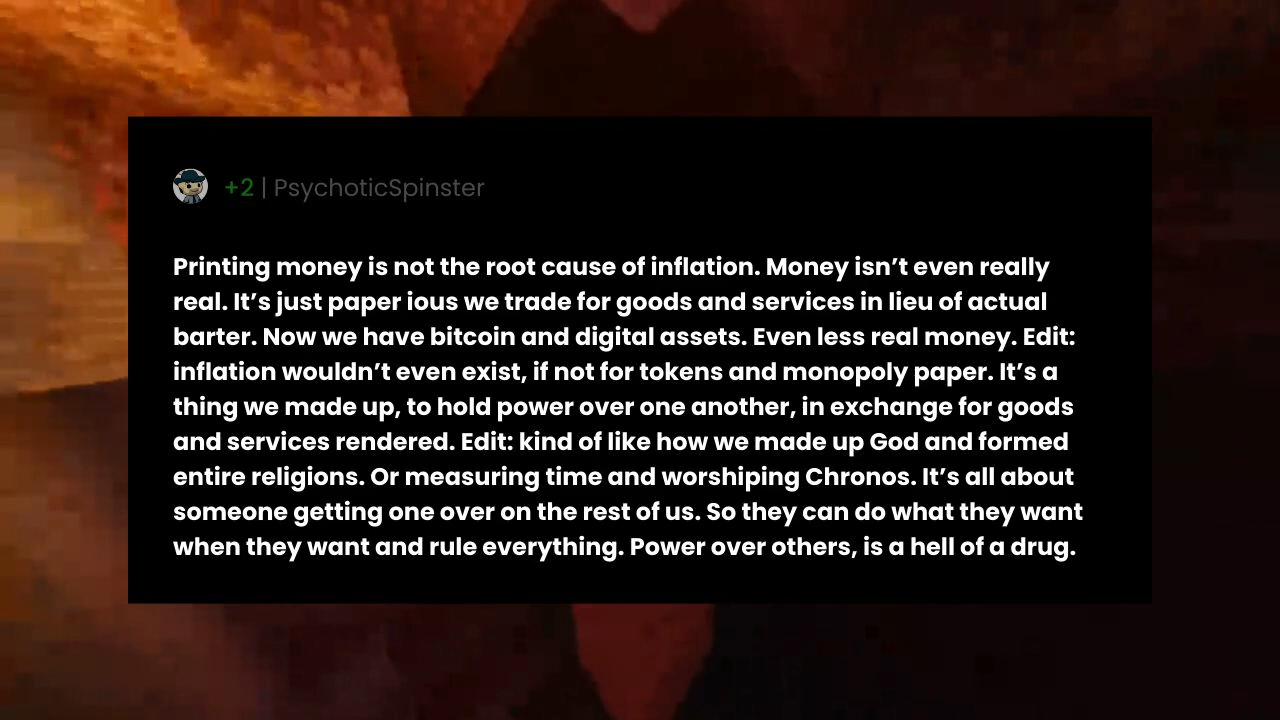 +2 | PsychoticSpinster
Printing money is not the root cause of inflation. Money isn’t even really
real. It’s just paper ious we trade for goods and services in lieu of actual
barter. Now we have bitcoin and digital assets. Even less real money. Edit:
inflation wouldn’t even exist, if not for tokens and monopoly paper. It’s a
thing we made up, to hold power over one another, in exchange for goods
and services rendered. Edit: kind of like how we made up God and formed
entire religions. Or measuring time and worshiping Chronos. It’s all about
someone getting one over on the rest of us. So they can do what they want
when they want and rule everything. Power over others, is a hell of a drug.